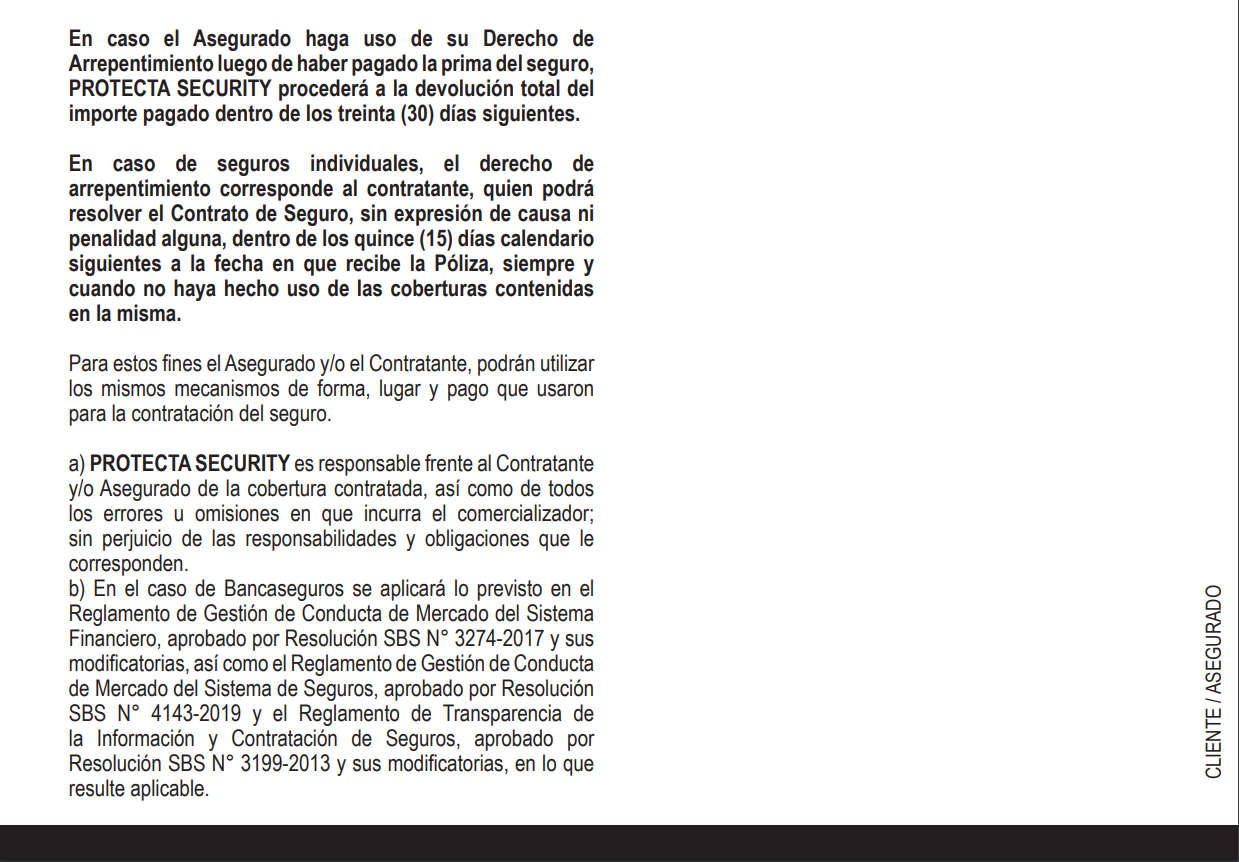 En caso el Asegurado haga uso de su Derecho de
Arrepentimiento luego de haber pagado la prima del seguro,
PROTECTA SECURITY procederá a la devolución total del
importe pagado dentro de los treinta (30) días siguientes.
En caso de seguros individuales, el derecho de
arrepentimiento corresponde al contratante, quien podrá
resolver el Contrato de Seguro, sin expresión de causa ni
penalidad alguna, dentro de los quince (15) días calendario
siguientes a la fecha en que recibe la Póliza, siempre y
cuando no haya hecho uso de las coberturas contenidas
en la misma.
Para estos fines el Asegurado y/o el Contratante, podrán utilizar
los mismos mecanismos de forma, lugar y pago que usaron
para la contratación del seguro.
a) PROTECTA SECURITY es responsable frente al Contratante
y/o Asegurado de la cobertura contratada, así como de todos
los errores u omisiones en que incurra el comercializador;
sin perjuicio de las responsabilidades y obligaciones que le
corresponden.
b) En el caso de Bancaseguros se aplicará lo previsto en el
Reglamento de Gestión de Conducta de Mercado del Sistema
Financiero, aprobado por Resolución SBS N° 3274-2017 y sus
modificatorias, así como el Reglamento de Gestión de Conducta
de Mercado del Sistema de Seguros, aprobado por Resolución
SBS N° 4143-2019 y el Reglamento de Transparencia de
la Información y Contratación de Seguros, aprobado por
Resolución SBS N° 3199-2013 y sus modificatorias, en lo que
resulte aplicable.
CLIENTE / ASEGURADO